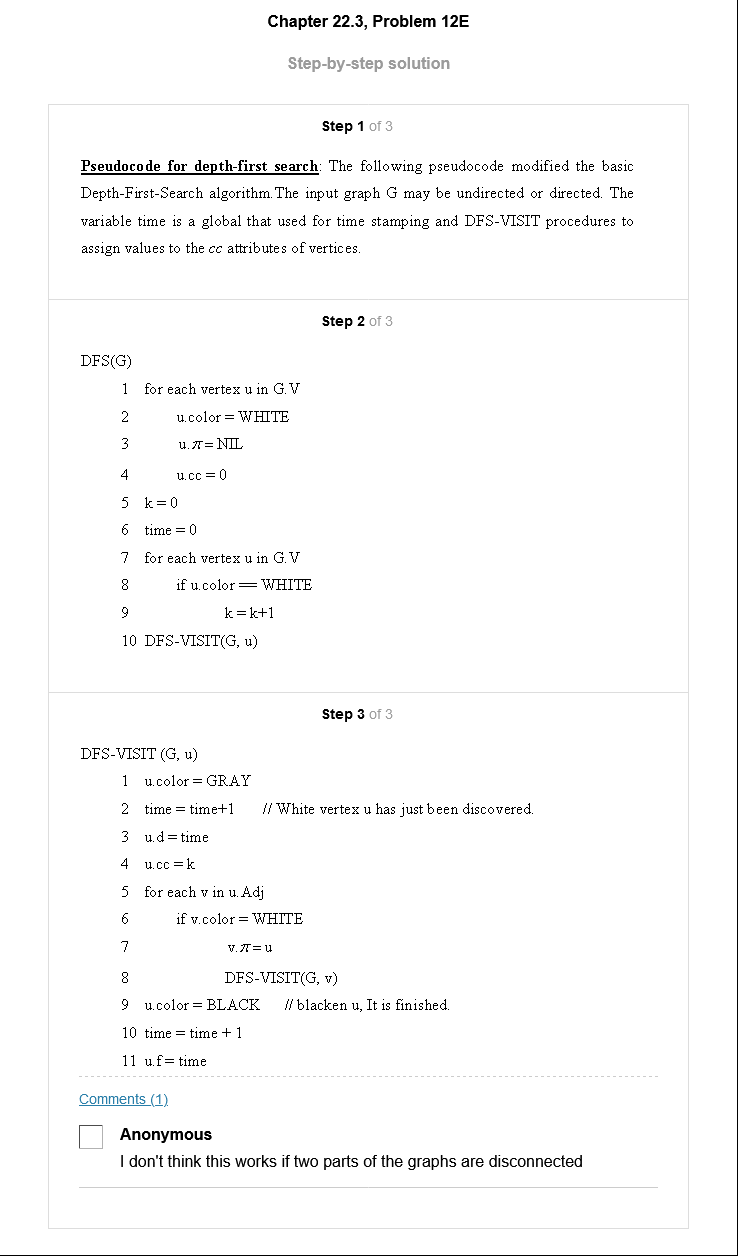 Chapter 22.3, Problem 12E
Step-by-step solution
Step 1 of 3
Pseudocode for depth-first search: The following pseudocode modified the basic
Depth-First-Search algorithm.The input graph G may be undirected or directed. The
variable time is a global that used for time stamping and DFS-VISIT procedures to
assign values to the cc attributes of vertices.
Step 2 of 3
DFS(G)
1 for each vertex u in G.V
2 u.color = WHITE
3 u.π = NIL
4 u.cc = 0
5 k = 0
6 time = 0
7 for each vertex u in G.V
8 if u.color == WHITE
9 k = k+1
10 DFS-VISIT(G, u)
Step 3 of 3
DFS-VISIT (G, u)
1 u.color = GRAY
2 time = time+1 // White vertex u has just been discovered.
3 u.d = time
4 u.cc = k
5 for each v in u.Adj
6 if v.color = WHITE
7 v.π = u
8 DFS-VISIT(G, v)
9 u.color = BLACK // blacken u, It is finished.
10 time = time + 1
11 u.f = time
Comments (1)
Anonymous
I don't think this works if two parts of the graphs are disconnected